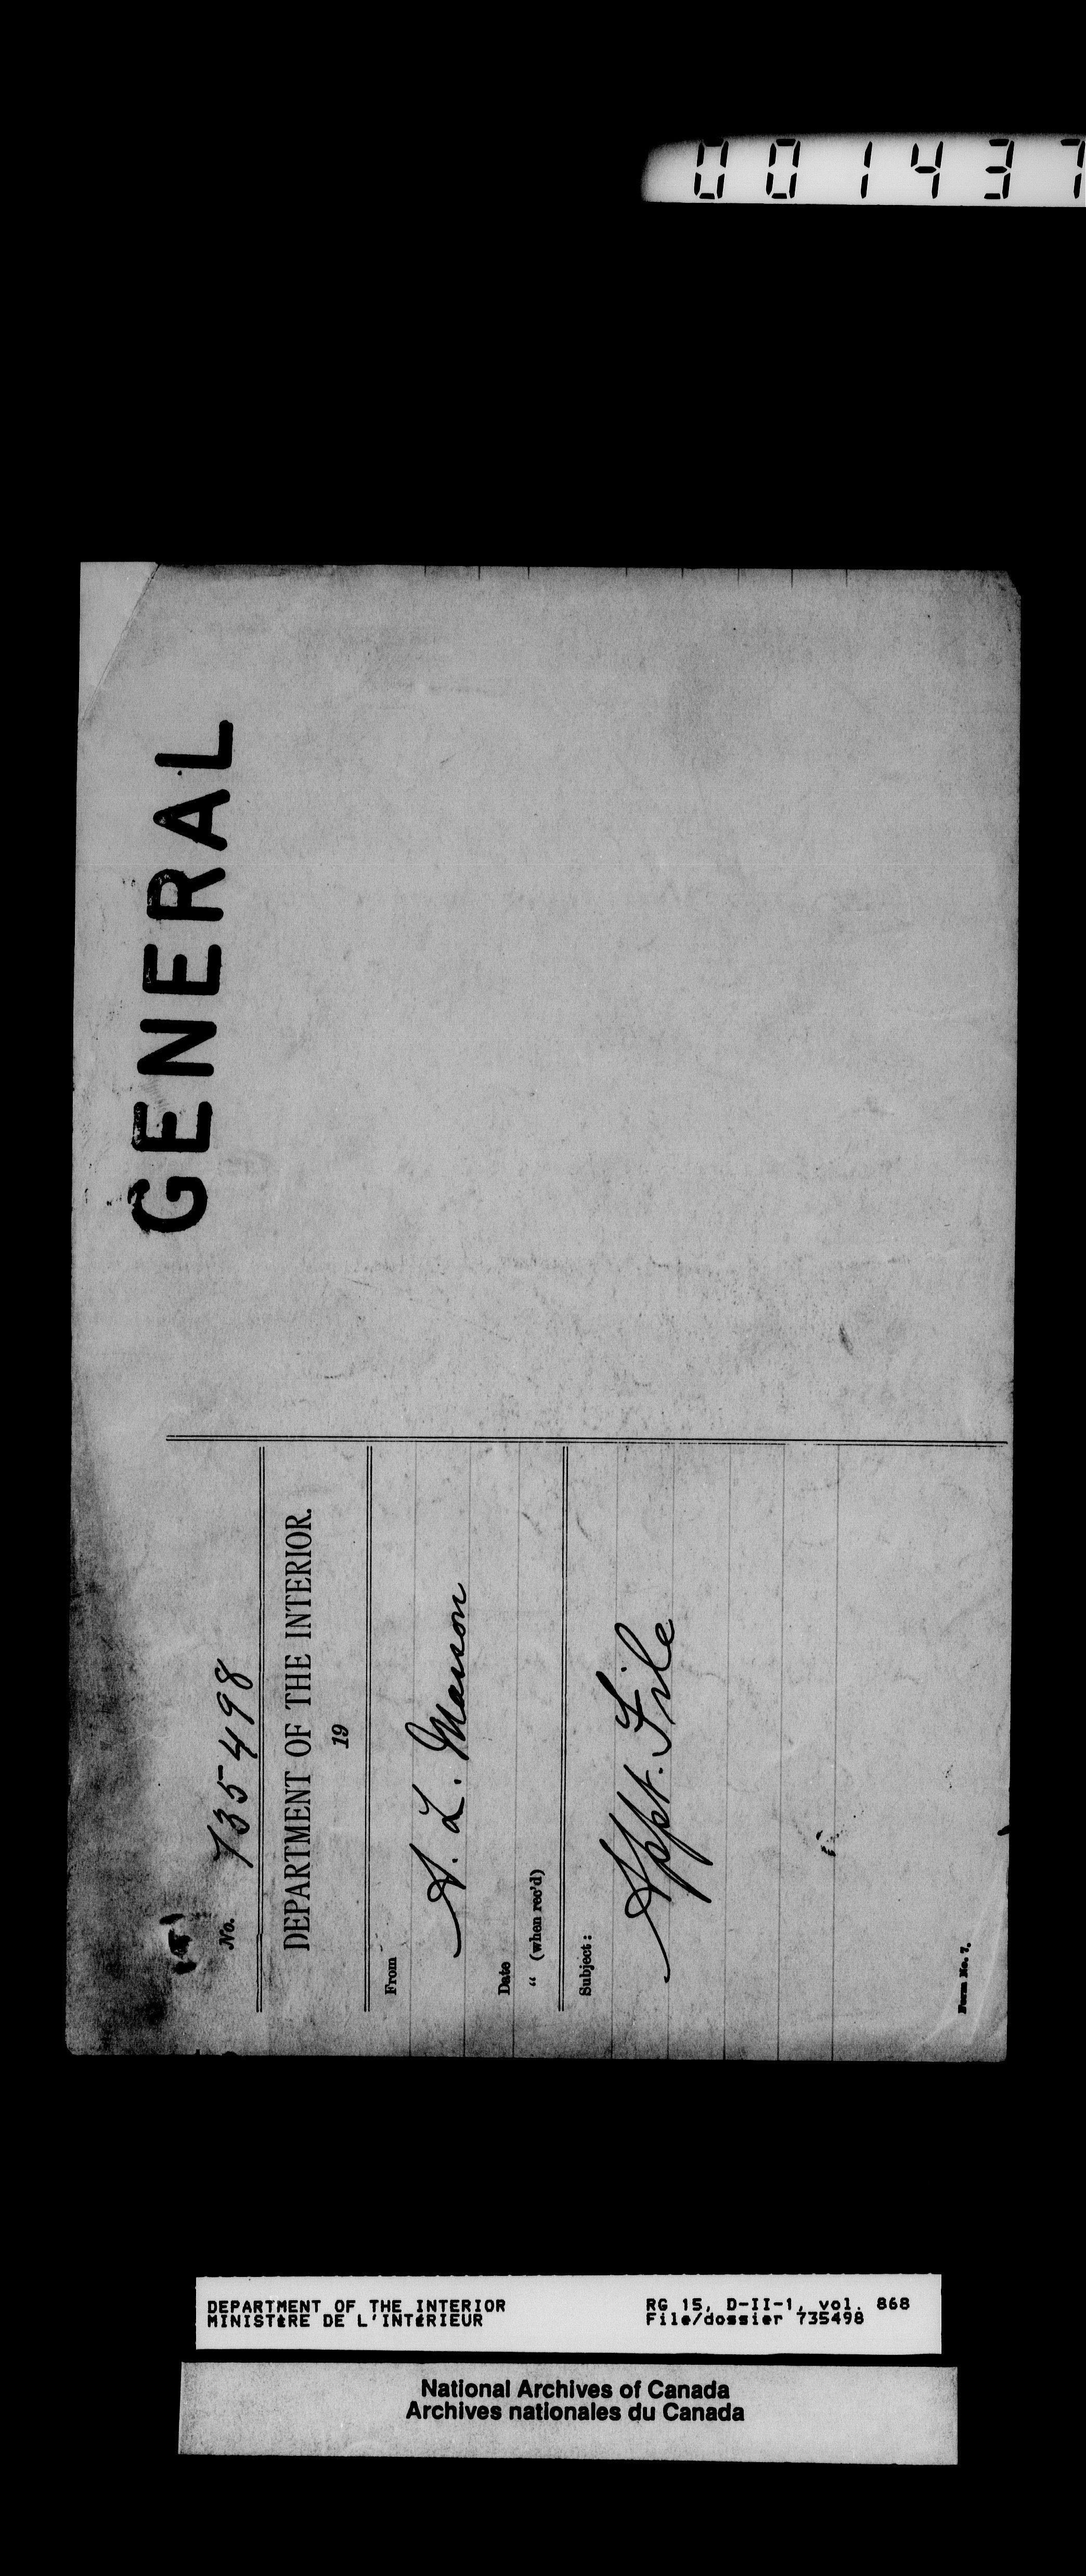 001437
GENERAL
No. 735498
DEPARTMENT OF THE INTERIOR.
19
From
A. L. Masson
Date
" (when rec'd)
Subject:
Appt. File
Form No. 7.
DEPARTMENT OF THE INTERIOR
MINISTÈRE DE L'INTÉRIEUR
RG 15, D-II-1, vol. 868
File/dossier 735498
National Archives of Canada
Archives nationales du Canada